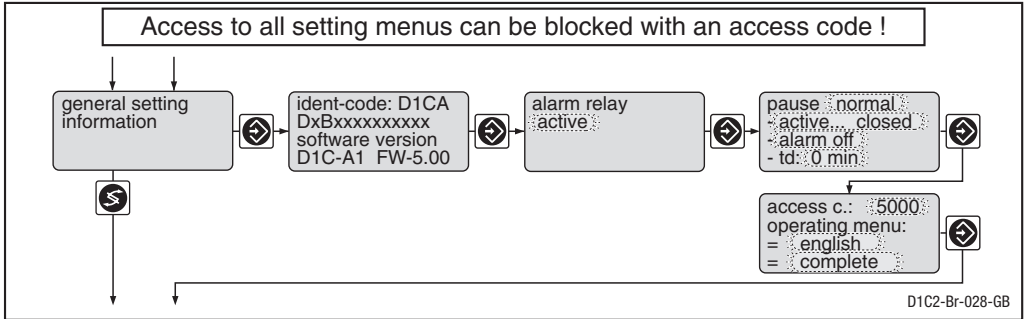 Access to all setting menus can be blocked with an access code !
general setting
information
ident-code: D1CA
DxBxxxxxxxxxx
software version
D1C-A1 FW-5.00
alarm relay
active
pause normal
- active... closed
- alarm off
- td: 0 min
access c.: 5000
operating menu:
= english
= complete
D1C2-Br-028-GB